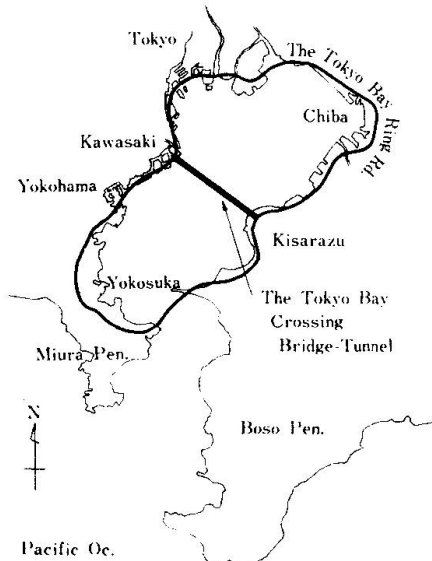 Tokyo
The Tokyo Bay Ring Rd.
Chiba
Kawasaki
Yokohama
Kisarazu
Yokosuka
The Tokyo Bay
Crossing
Bridge-Tunnel
Miura Pen.
N
Boso Pen.
Pacific Oc.